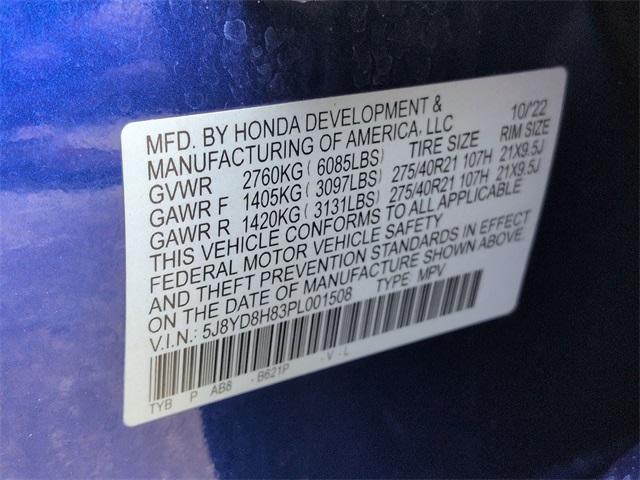 MFD. BY HONDA DEVELOPMENT & 10/'22
MANUFACTURING OF AMERICA, LLC TIRE SIZE RIM SIZE
GVWR 2760KG ( 6085LBS) 275/40R21 107H 21X9.5J
GAWR F 1405KG ( 3097LBS) 275/40R21 107H 21X9.5J
GAWR R 1420KG ( 3131LBS)
THIS VEHICLE CONFORMS TO ALL APPLICABLE
FEDERAL MOTOR VEHICLE SAFETY
AND THEFT PREVENTION STANDARDS IN EFFECT
ON THE DATE OF MANUFACTURE SHOWN ABOVE.
V.I.N.: 5J8YD8H83PL001508 TYPE: MPV
TYB P AB8 - B621P - V - L